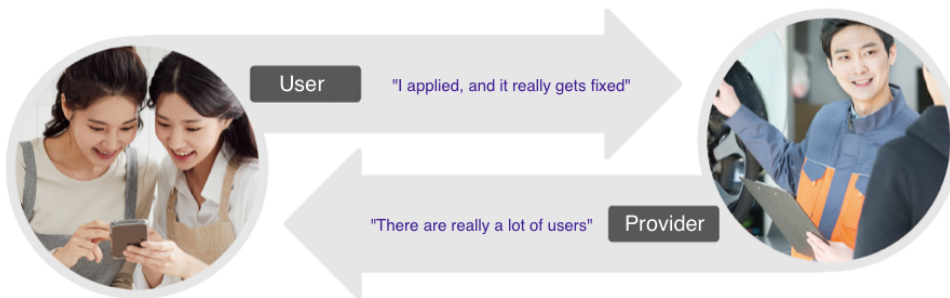 User
"I applied, and it really gets fixed"
"There are really a lot of users"
Provider